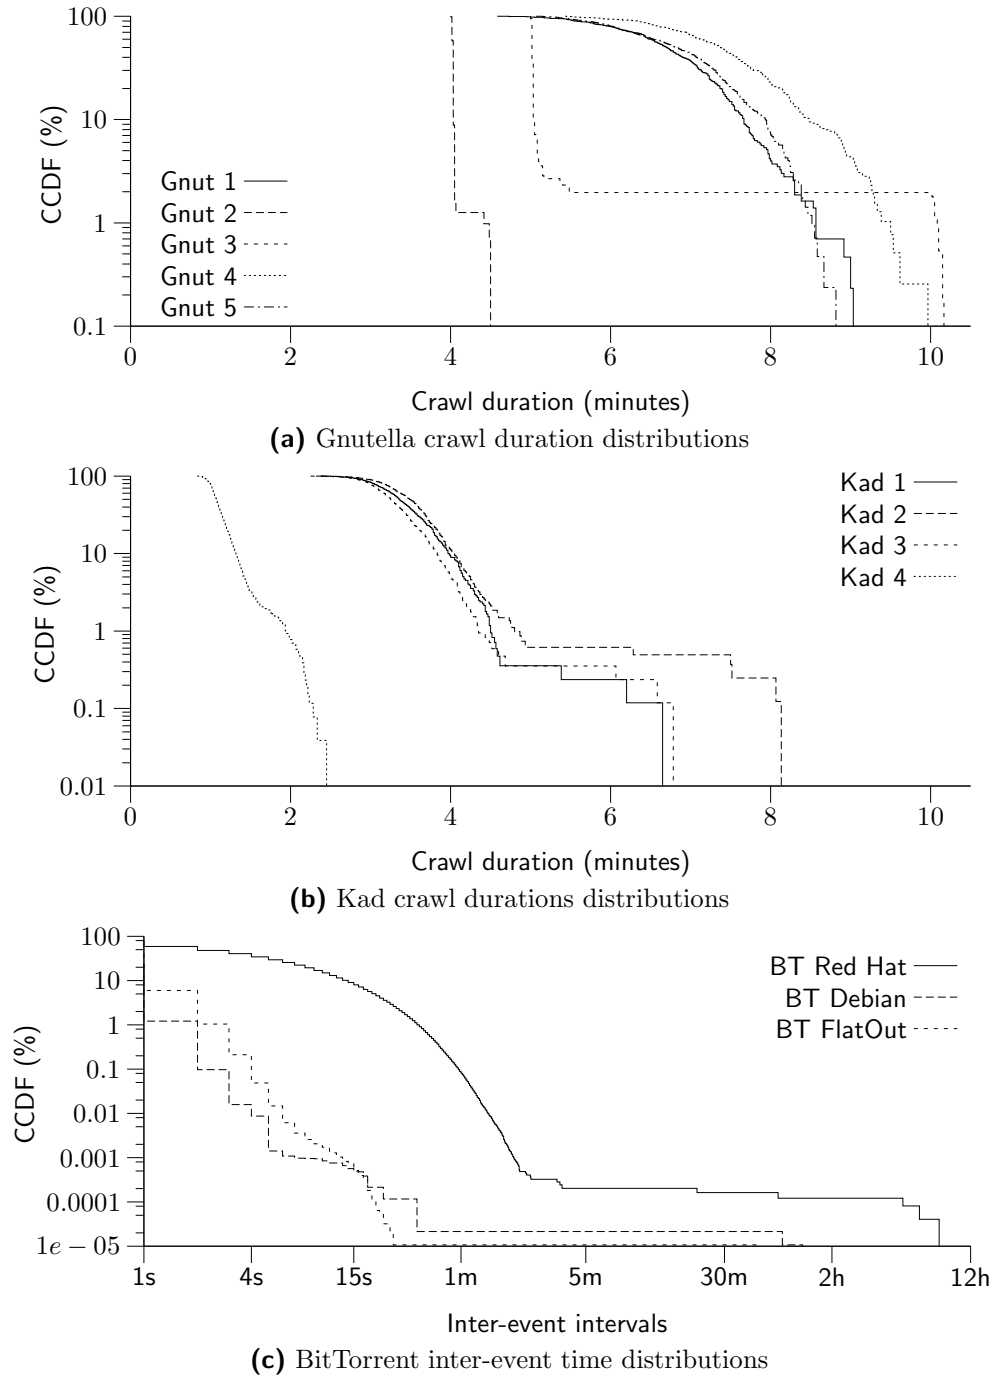 100
10
1
0.1
CCDF (%)
Gnut 1
Gnut 2
Gnut 3
Gnut 4
Gnut 5
0 2 4 6 8 10
Crawl duration (minutes)
(a) Gnutella crawl duration distributions
100
10
1
0.1
0.01
CCDF (%)
Kad 1
Kad 2
Kad 3
Kad 4
0 2 4 6 8 10
Crawl duration (minutes)
(b) Kad crawl durations distributions
100
10
1
0.1
0.01
0.001
0.0001
1e − 05
CCDF (%)
BT Red Hat
BT Debian
BT FlatOut
1s 4s 15s 1m 5m 30m 2h 12h
Inter-event intervals
(c) BitTorrent inter-event time distributions